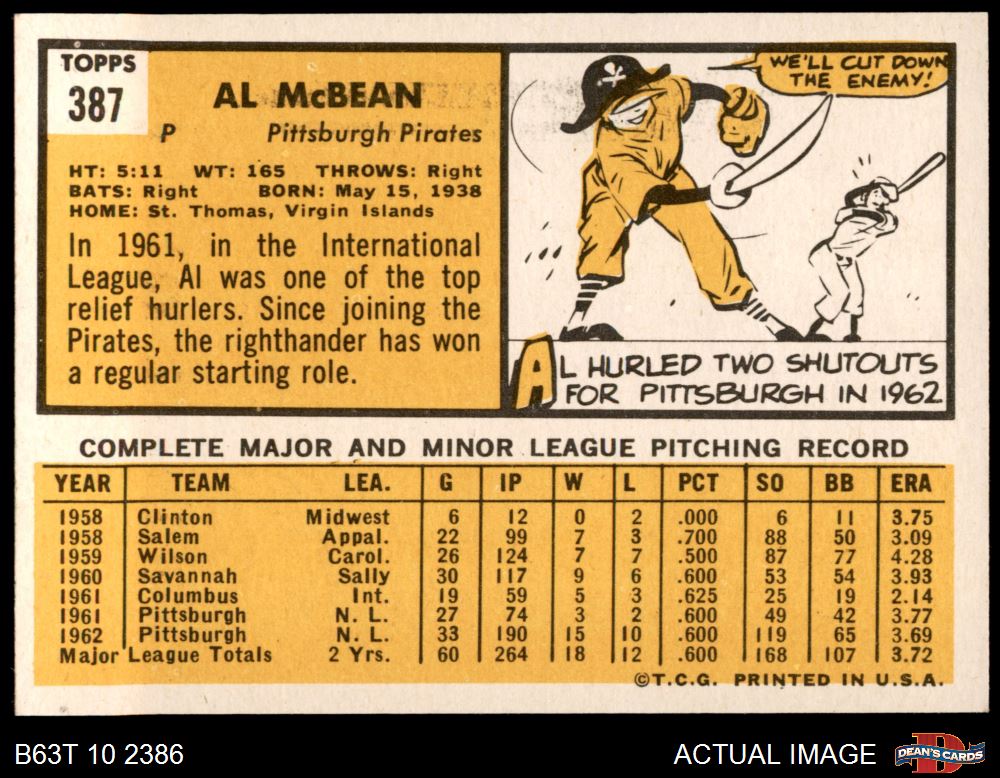 TOPPS
387
AL McBEAN
P Pittsburgh Pirates
HT: 5:11 WT: 165 THROWS: Right
BATS: Right BORN: May 15, 1938
HOME: St. Thomas, Virgin Islands
In 1961, in the International
League, Al was one of the top
relief hurlers. Since joining the
Pirates, the righthander has won
a regular starting role.
WE'LL CUT DOWN
THE ENEMY!
AL HURLED TWO SHUTOUTS
FOR PITTSBURGH IN 1962
COMPLETE MAJOR AND MINOR LEAGUE PITCHING RECORD
YEAR TEAM LEA. G IP W L PCT SO BB ERA
1958 Clinton Midwest 6 12 0 2 .000 6 11 3.75
1958 Salem Appal. 22 99 7 3 .700 88 50 3.09
1959 Wilson Carol. 26 124 7 7 .500 87 77 4.28
1960 Savannah Sally 30 117 9 6 .600 53 54 3.93
1961 Columbus Int. 19 59 5 3 .625 25 19 2.14
1961 Pittsburgh N. L. 27 74 3 2 .600 49 42 3.77
1962 Pittsburgh N. L. 33 190 15 10 .600 119 65 3.69
Major League Totals 2 Yrs. 60 264 18 12 .600 168 107 3.72
©T.C.G. PRINTED IN U.S.A.
B63T 10 2386 ACTUAL IMAGE DEAN'S CARDS